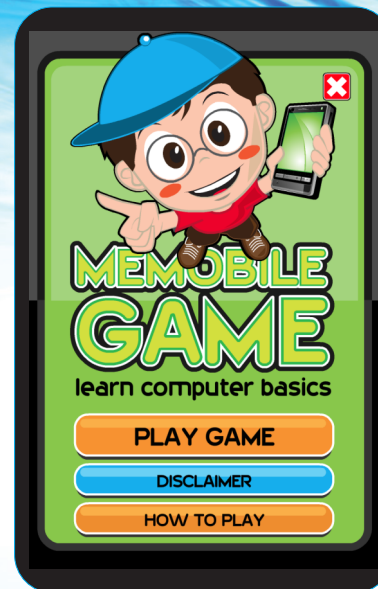 MEMOBILE
GAME
learn computer basics
PLAY GAME
DISCLAIMER
HOW TO PLAY